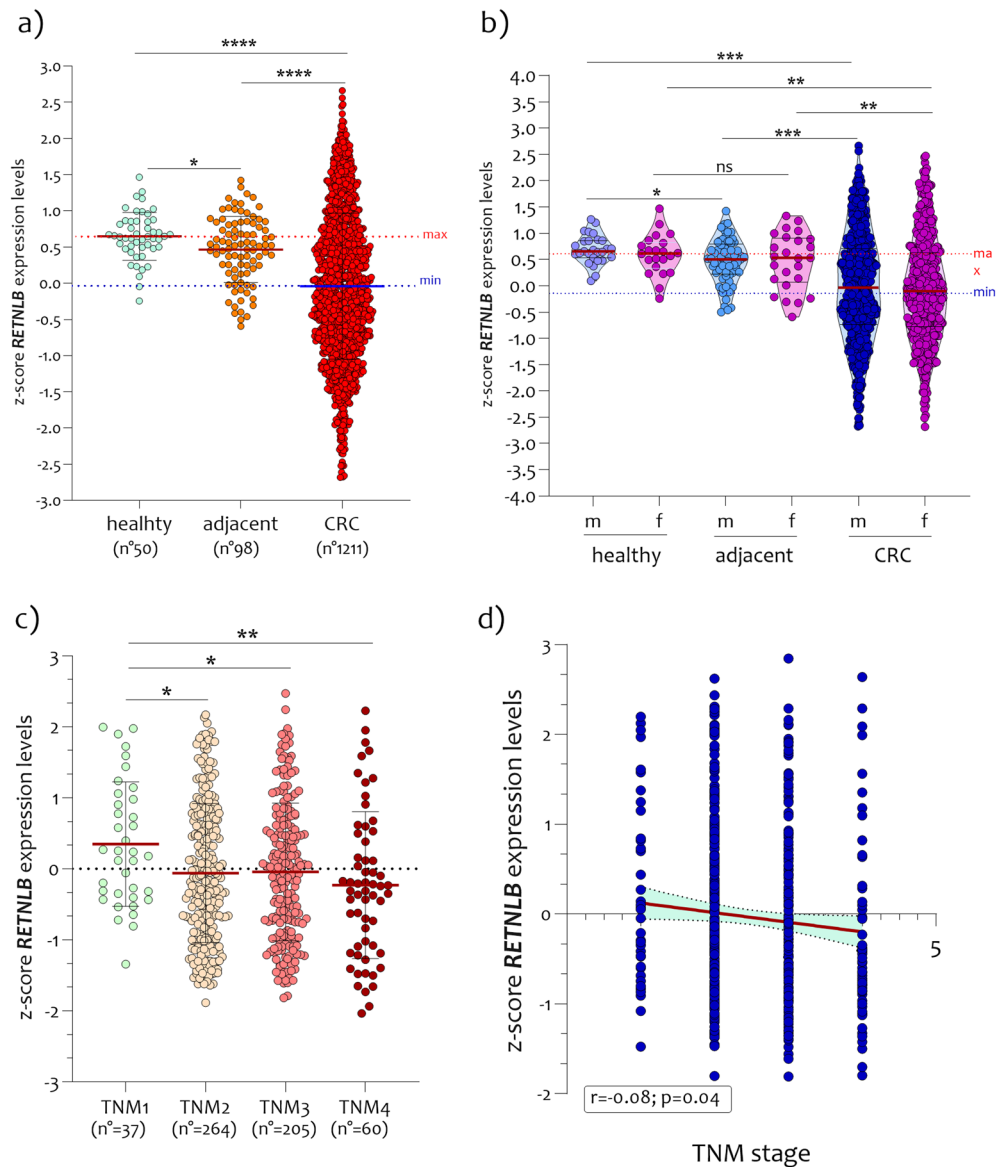 a)
****
****
*
3.0
2.5
2.0
1.5
1.0
0.5
0.0
-0.5
-1.0
-1.5
-2.0
-2.5
-3.0
z-score RETNLB expression levels
max
min
healhty
(n°50)
adjacent
(n°98)
CRC
(n°1211)
b)
***
**
**
***
ns
*
4.0
3.5
3.0
2.5
2.0
1.5
1.0
0.5
0.0
-0.5
-1.0
-1.5
-2.0
-2.5
-3.0
-3.5
-4.0
z-score RETNLB expression levels
ma
x
min
m f m f m f
healthy adjacent CRC
c)
**
*
*
3
2
1
0
-1
-2
-3
z-score RETNLB expression levels
TNM1
(n°=37)
TNM2
(n°=264)
TNM3
(n°=205)
TNM4
(n°=60)
d)
3
2
1
0
-1
-2
z-score RETNLB expression levels
5
r=-0.08; p=0.04
TNM stage